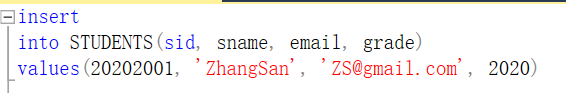 insert
into STUDENTS(sid, sname, email, grade)
values(20202001, 'ZhangSan', 'ZS@gmail.com', 2020)